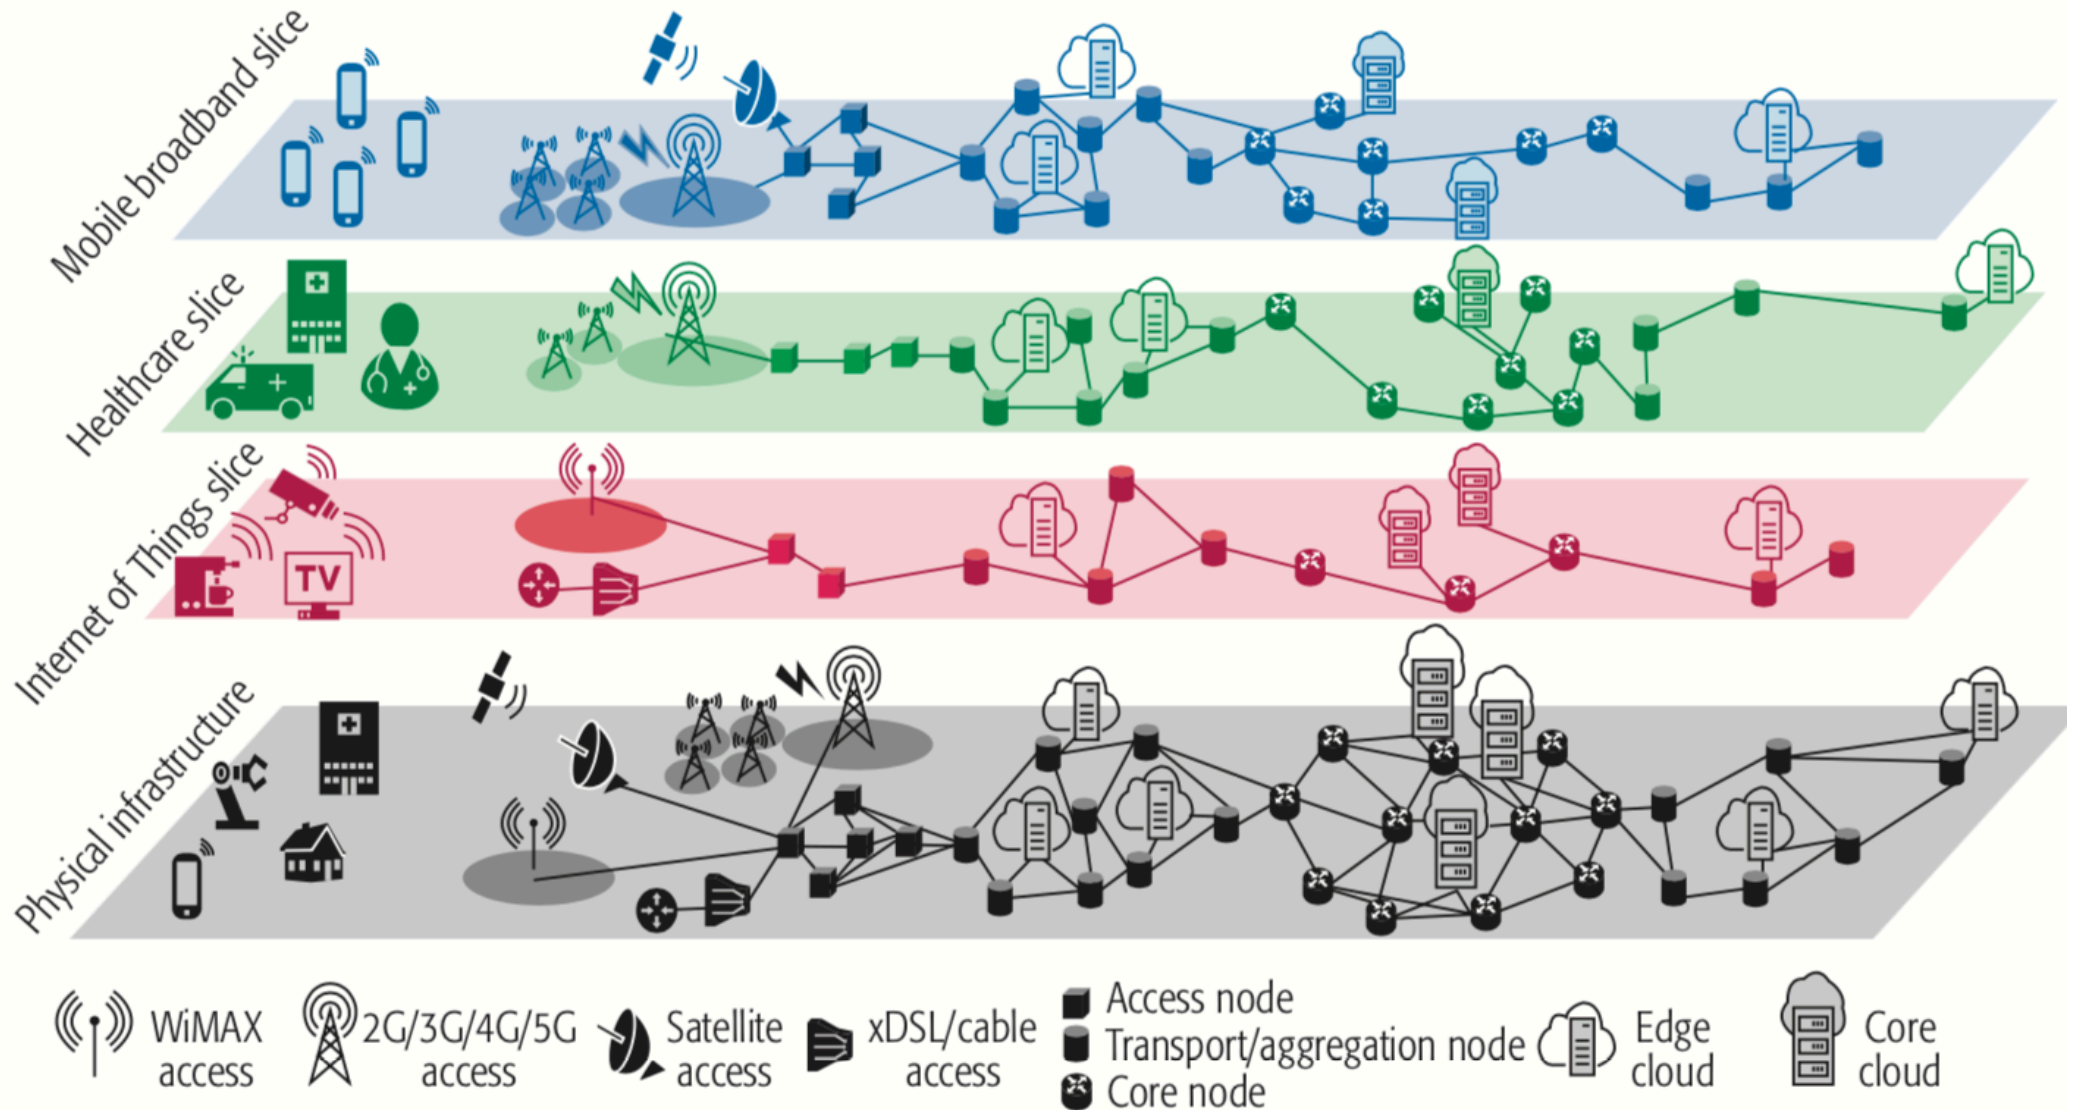 Mobile broadband slice
Healthcare slice
Internet of Things slice
TV
Physical infrastructure
WiMAX
access
2G/3G/4G/5G
access
Satellite
access
xDSL/cable
access
Access node
Transport/aggregation node
Core node
Edge
cloud
Core
cloud